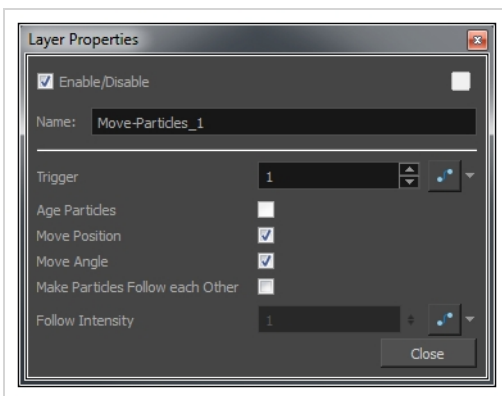 Layer Properties
Enable/Disable
Name: Move-Particles_1
Trigger 1
Age Particles
Move Position
Move Angle
Make Particles Follow each Other
Follow Intensity 1
Close